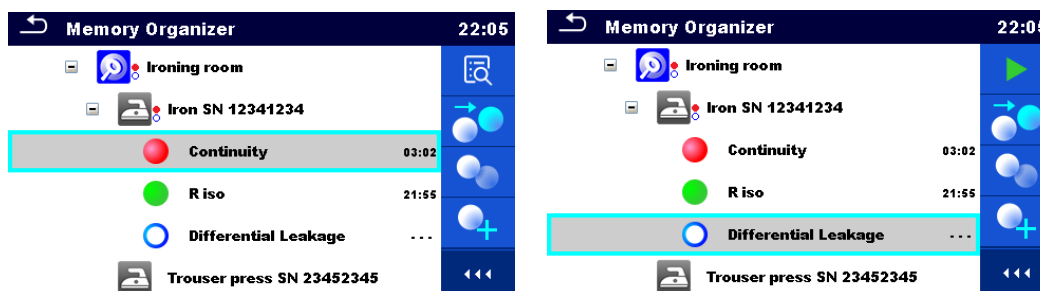 Memory Organizer 22:05
Ironing room
Iron SN 12341234
Continuity 03:02
R iso 21:55
Differential Leakage ---
Trouser press SN 23452345
Memory Organizer 22:05
Ironing room
Iron SN 12341234
Continuity 03:02
R iso 21:55
Differential Leakage ---
Trouser press SN 23452345